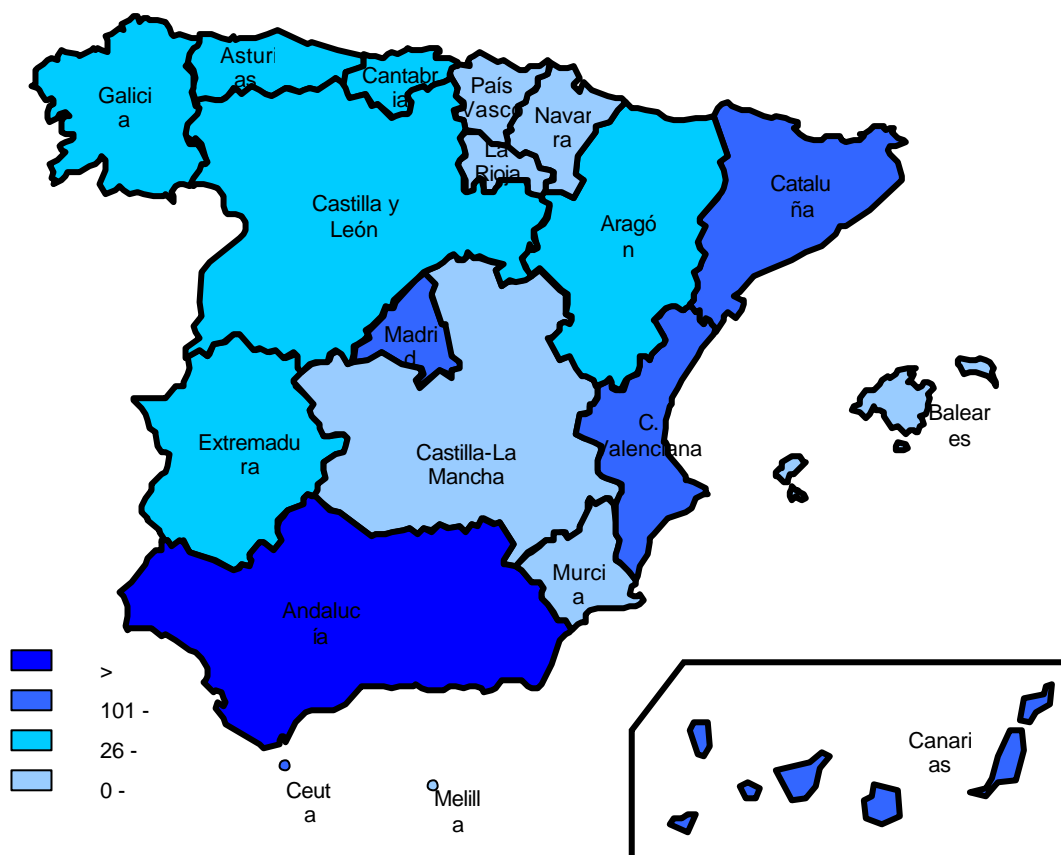 Galici
a
Asturi
as
Cantabr
ia
País
Vasco
Navar
ra
La
Rioja
Castilla y
León
Aragó
n
Catalu
ña
Madri
d
Extremadu
ra
Castilla-La
Mancha
C.
Valenciana
Balear
es
Murci
a
Andaluc
ía
>
101 -
26 -
0 -
Ceut
a
Melill
a
Canari
as